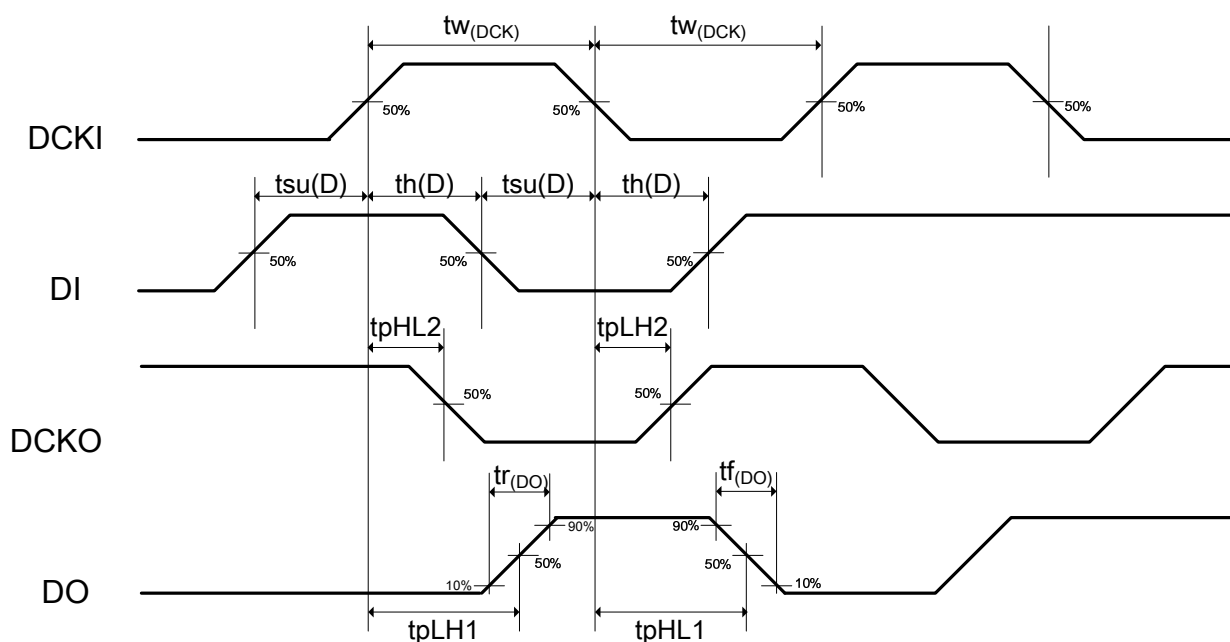 tw(DCK) tw(DCK)
50% 50% 50% 50%
DCKI
tsu(D) th(D) tsu(D) th(D)
50% 50% 50%
DI
tpHL2 tpLH2
50% 50%
DCKO
tr(DO) tf(DO)
90% 90%
50% 50%
10% 10%
DO
tpLH1 tpHL1